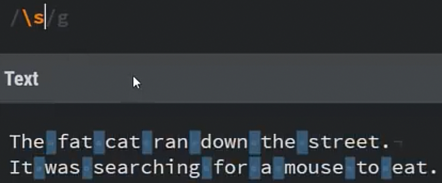 /\s/g
Text
The fat cat ran down the street.¬
It was searching for a mouse to eat.